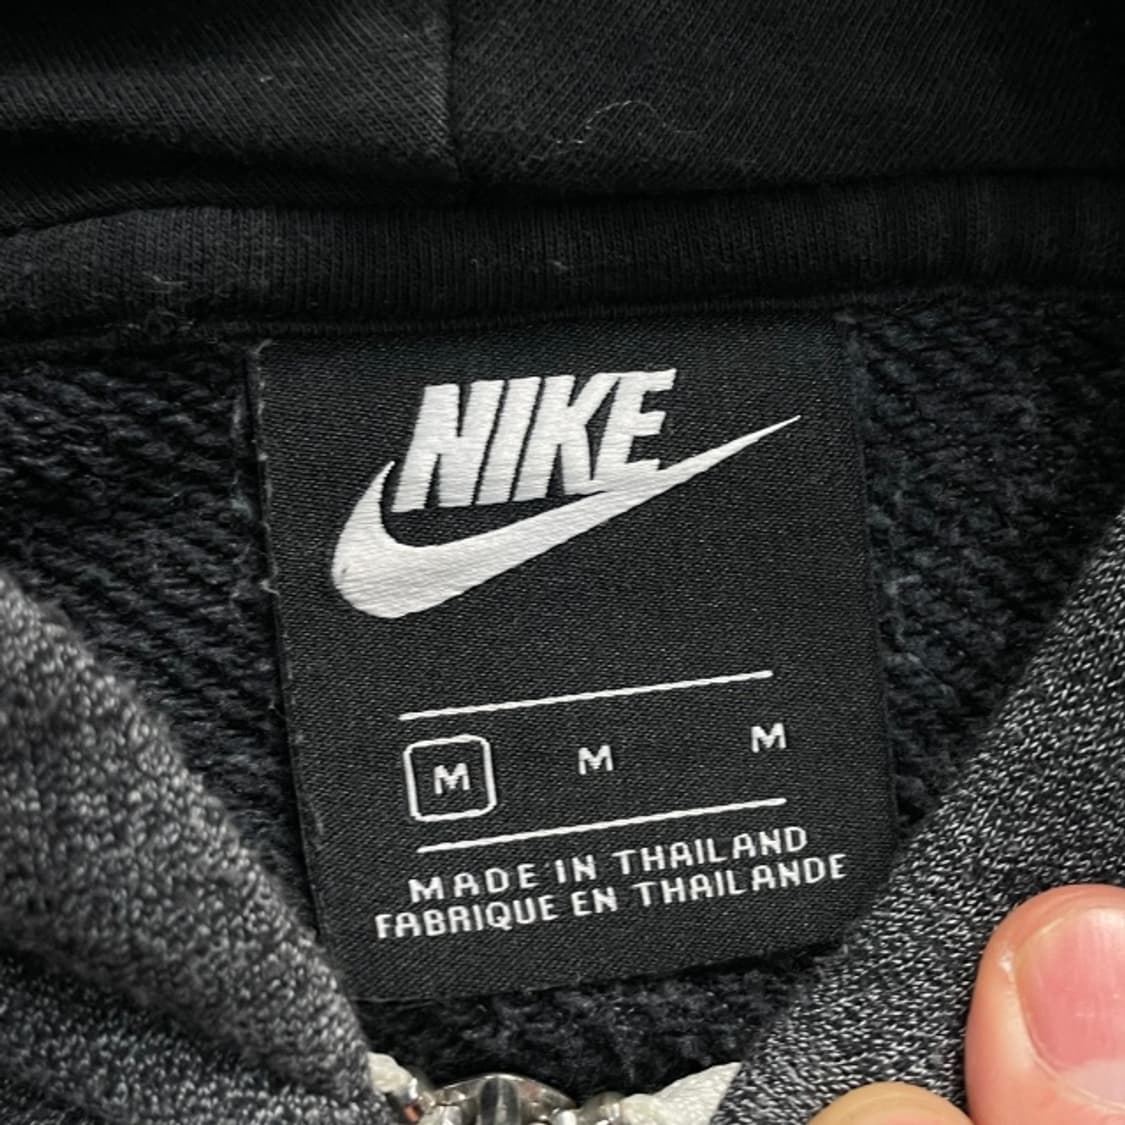 NIKE
M M M
MADE IN THAILAND
FABRIQUE EN THAILANDE